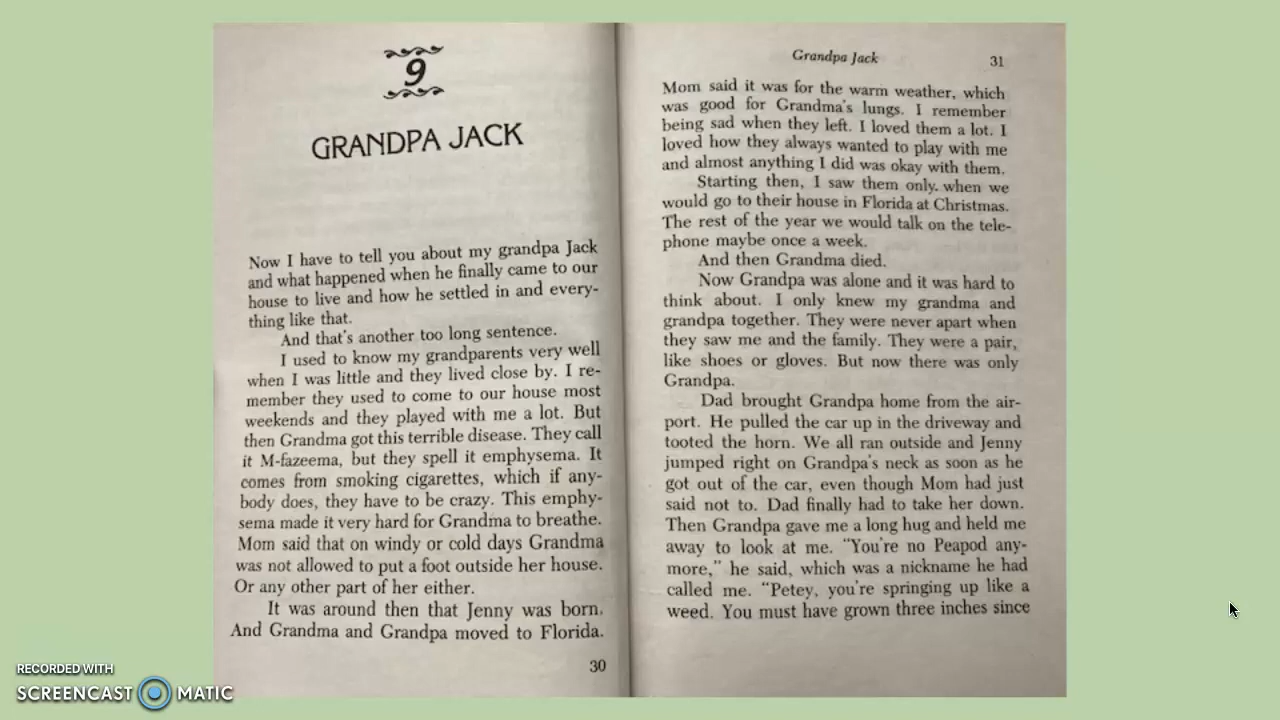 9
GRANDPA JACK
Now I have to tell you about my grandpa Jack
and what happened when he finally came to our
house to live and how he settled in and every-
thing like that.
And that's another too long sentence.
I used to know my grandparents very well
when I was little and they lived close by. I re-
member they used to come to our house most
weekends and they played with me a lot. But
then Grandma got this terrible disease. They call
it M-fazeema, but they spell it emphysema. It
comes from smoking cigarettes, which if any-
body does, they have to be crazy. This emphy-
sema made it very hard for Grandma to breathe.
Mom said that on windy or cold days Grandma
was not allowed to put a foot outside her house.
Or any other part of her either.
It was around then that Jenny was born.
And Grandma and Grandpa moved to Florida.
30
Grandpa Jack 31
Mom said it was for the warm weather, which
was good for Grandma's lungs. I remember
being sad when they left. I loved them a lot. I
loved how they always wanted to play with me
and almost anything I did was okay with them.
Starting then, I saw them only. when we
would go to their house in Florida at Christmas.
The rest of the year we would talk on the tele-
phone maybe once a week.
And then Grandma died.
Now Grandpa was alone and it was hard to
think about. I only knew my grandma and
grandpa together. They were never apart when
they saw me and the family. They were a pair,
like shoes or gloves. But now there was only
Grandpa.
Dad brought Grandpa home from the air-
port. He pulled the car up in the driveway and
tooted the horn. We all ran outside and Jenny
jumped right on Grandpa's neck as soon as he
got out of the car, even though Mom had just
said not to. Dad finally had to take her down.
Then Grandpa gave me a long hug and held me
away to look at me. "You're no Peapod any-
more," he said, which was a nickname he had
called me. "Petey, you're springing up like a
weed. You must have grown three inches since
RECORDED WITH
SCREENCAST MATIC